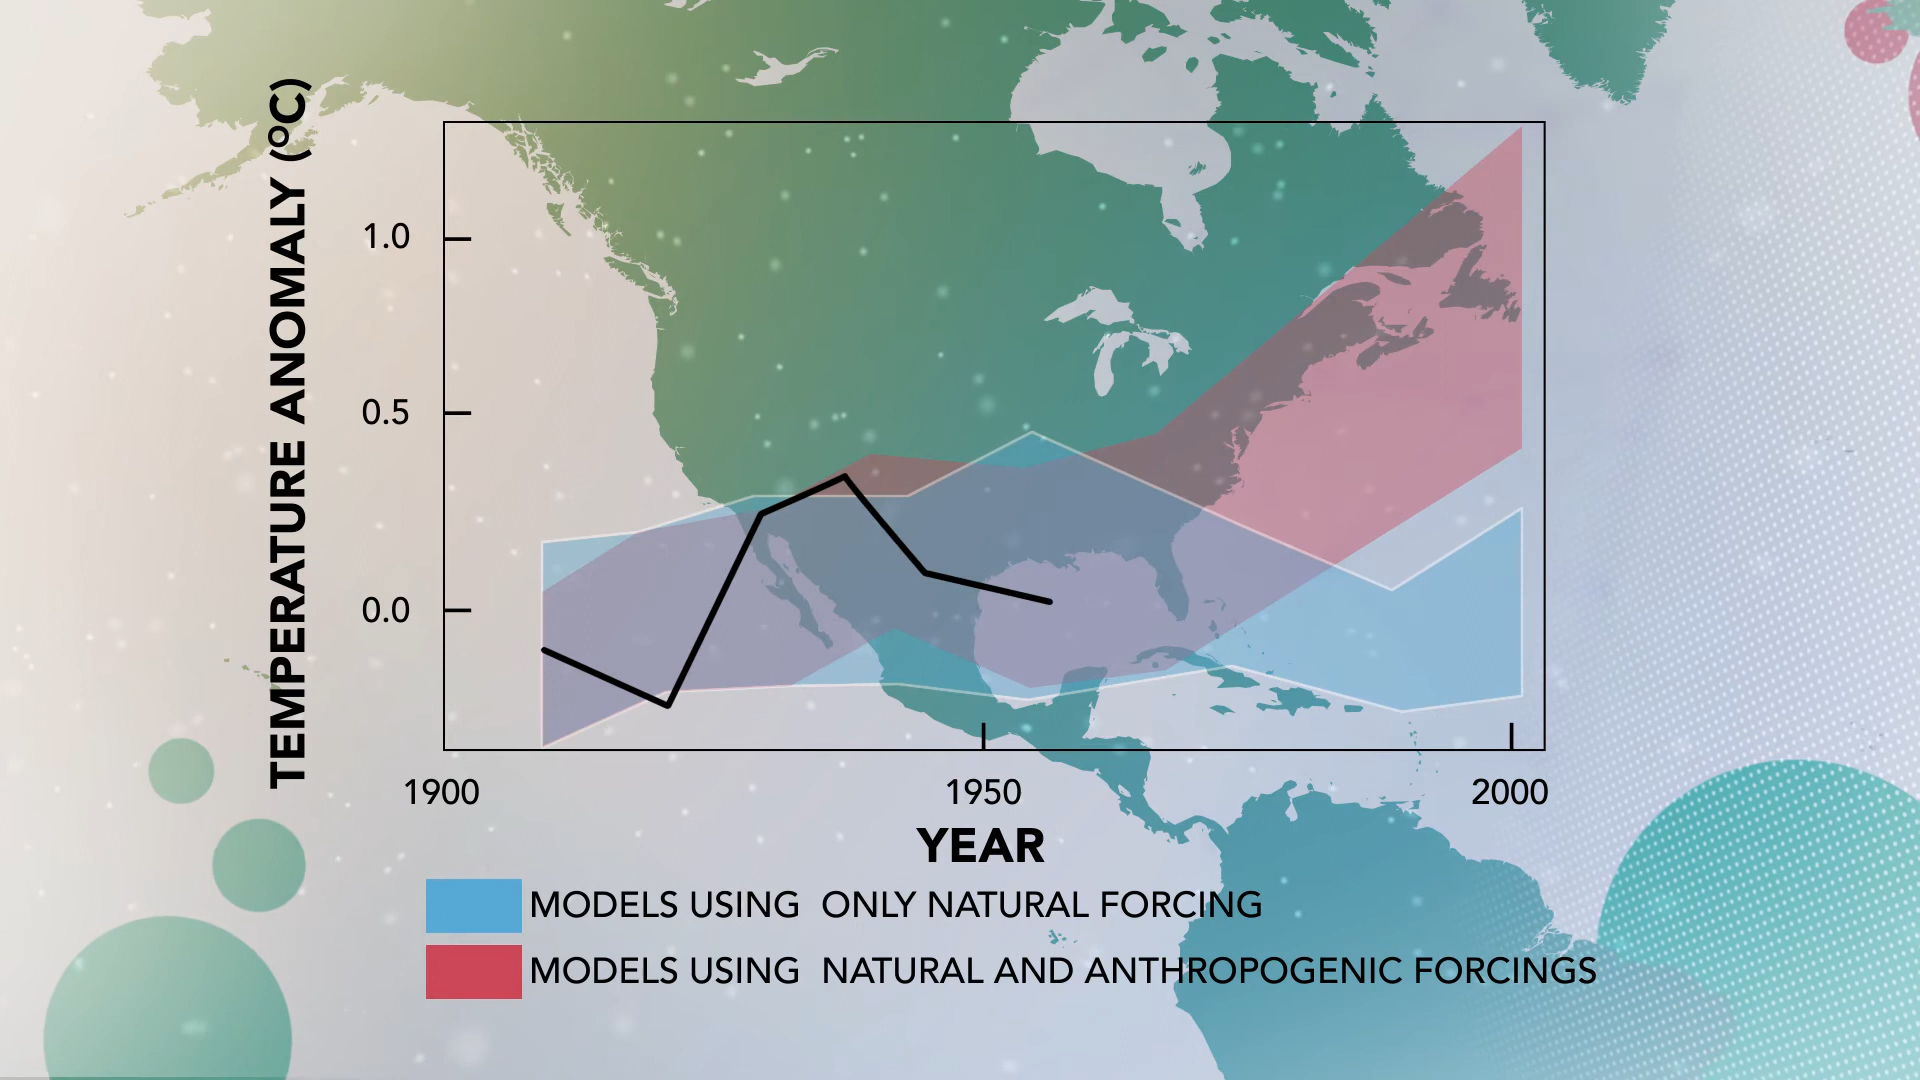 TEMPERATURE ANOMALY (°C)
1.0
0.5
0.0
1900
1950
2000
YEAR
MODELS USING ONLY NATURAL FORCING
MODELS USING NATURAL AND ANTHROPOGENIC FORCINGS